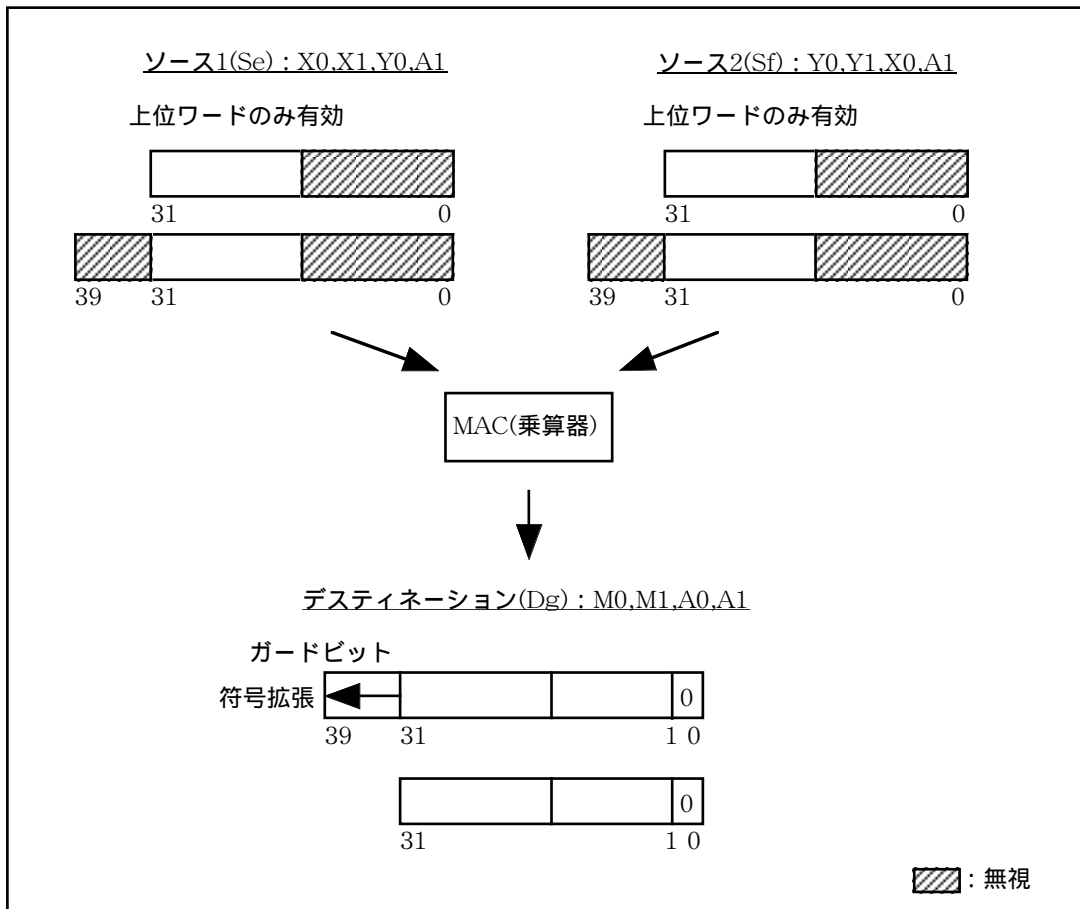 ソース1(Se) : X0,X1,Y0,A1
上位ワードのみ有効
31 0
39 31 0
ソース2(Sf) : Y0,Y1,X0,A1
上位ワードのみ有効
31 0
39 31 0
MAC(乗算器)
デスティネーション(Dg) : M0,M1,A0,A1
ガードビット
符号拡張 0
39 31 1 0
0
31 1 0
: 無視